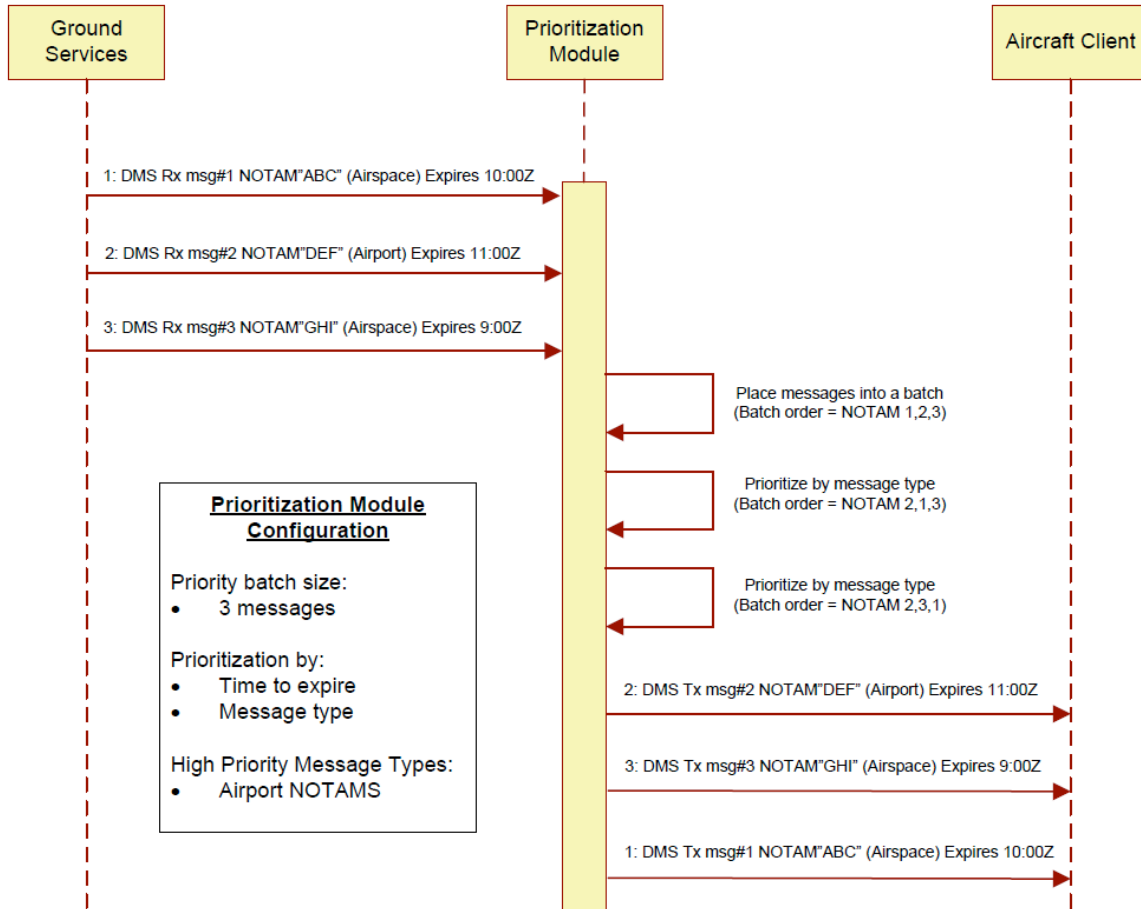 Ground
Services
Prioritization
Module
Aircraft Client
1: DMS Rx msg#1 NOTAM"ABC" (Airspace) Expires 10:00Z
2: DMS Rx msg#2 NOTAM"DEF" (Airport) Expires 11:00Z
3: DMS Rx msg#3 NOTAM"GHI" (Airspace) Expires 9:00Z
Place messages into a batch
(Batch order = NOTAM 1,2,3)
Prioritize by message type
(Batch order = NOTAM 2,1,3)
Prioritize by message type
(Batch order = NOTAM 2,3,1)
Prioritization Module
Configuration
Priority batch size:
• 3 messages
Prioritization by:
• Time to expire
• Message type
High Priority Message Types:
• Airport NOTAMS
2: DMS Tx msg#2 NOTAM"DEF" (Airport) Expires 11:00Z
3: DMS Tx msg#3 NOTAM"GHI" (Airspace) Expires 9:00Z
1: DMS Tx msg#1 NOTAM"ABC" (Airspace) Expires 10:00Z